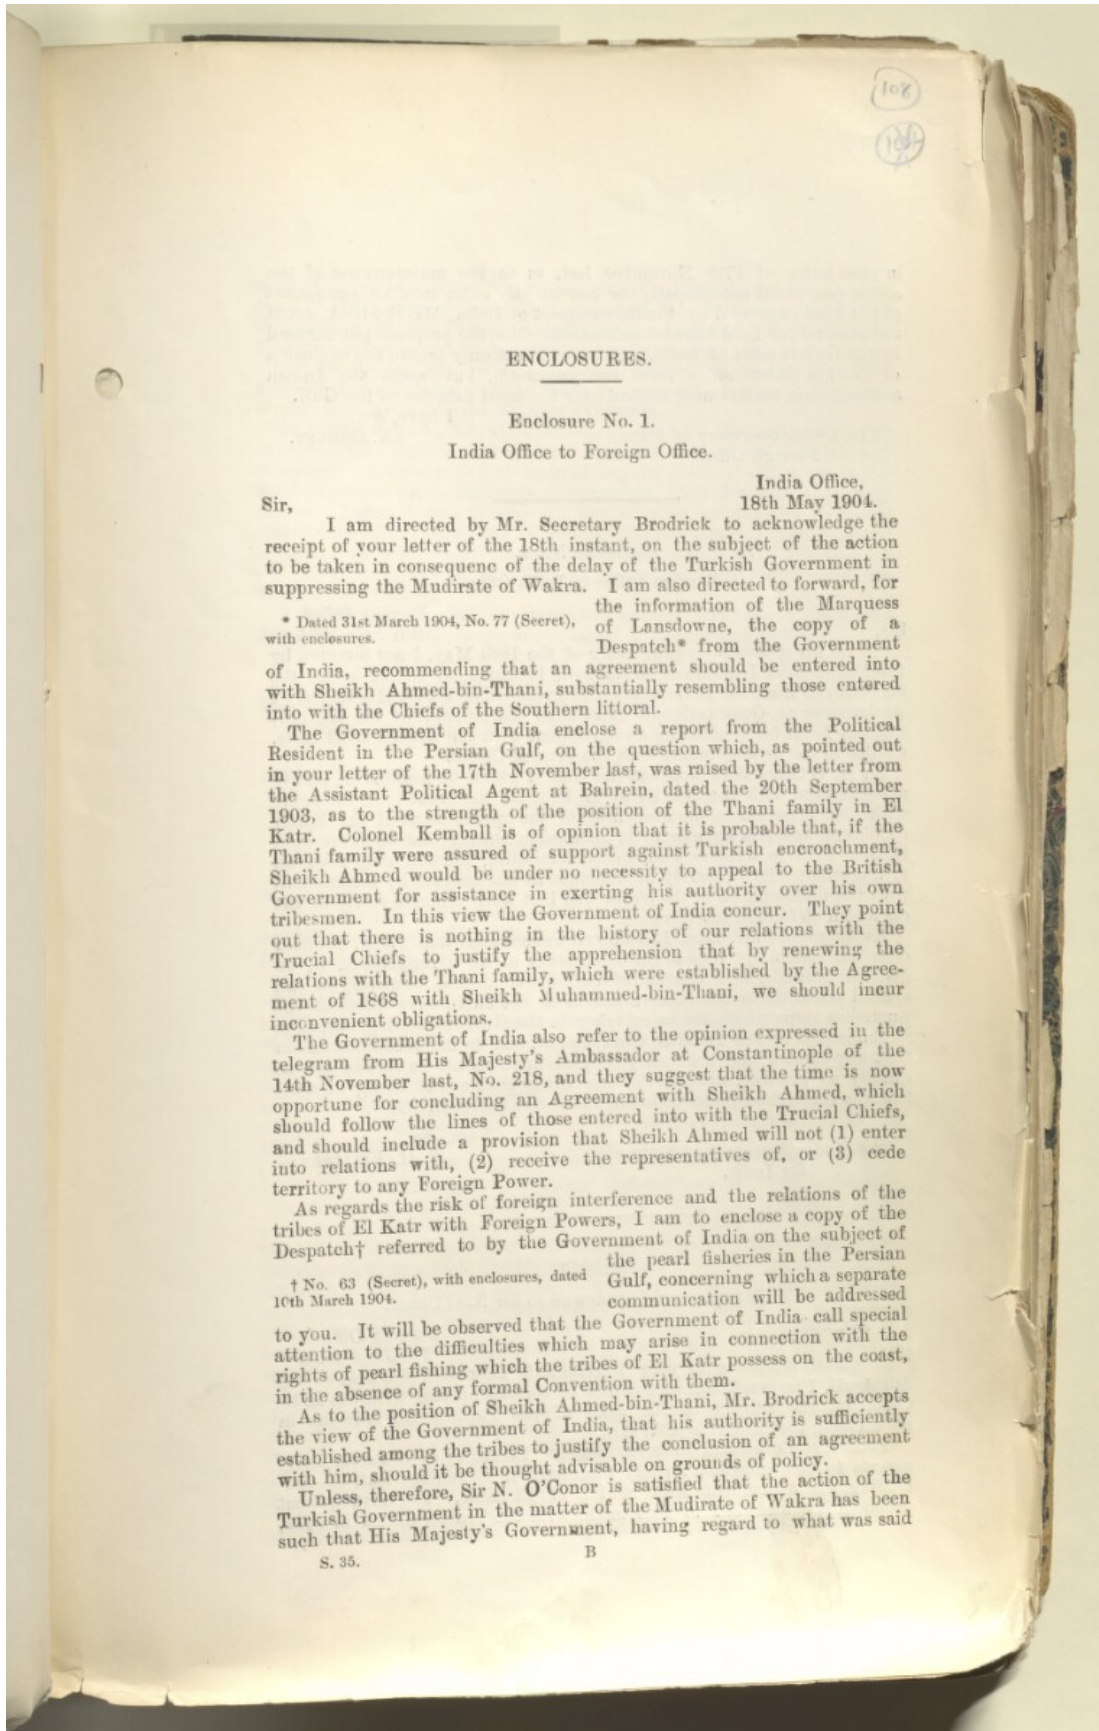 108
ENCLOSURES.
Enclosure No. 1.
India Office to Foreign Office.
India Office,
Sir, 18th May 1904.
I am directed by Mr. Secretary Brodrick to acknowledge the
receipt of your letter of the 18th instant, on the subject of the action
to be taken in consequenc of the delay of the Turkish Government in
suppressing the Mudirate of Wakra. I am also directed to forward, for
the information of the Marquess
* Dated 31st March 1904, No. 77 (Secret),
with enclosures.
of Lansdowne, the copy of a
Despatch* from the Government
of India, recommending that an agreement should be entered into
with Sheikh Ahmed-bin-Thani, substantially resembling those entered
into with the Chiefs of the Southern littoral.
The Government of India enclose a report from the Political
Resident in the Persian Gulf, on the question which, as pointed out
in your letter of the 17th November last, was raised by the letter from
the Assistant Political Agent at Bahrein, dated the 20th September
1903, as to the strength of the position of the Thani family in El
Katr. Colonel Kemball is of opinion that it is probable that, if the
Thani family were assured of support against Turkish encroachment,
Sheikh Ahmed would be under no necessity to appeal to the British
Government for assistance in exerting his authority over his own
tribesmen. In this view the Government of India concur. They point
out that there is nothing in the history of our relations with the
Trucial Chiefs to justify the apprehension that by renewing the
relations with the Thani family, which were established by the Agree-
ment of 1868 with Sheikh Muhammed-bin-Thani, we should incur
inconvenient obligations.
The Government of India also refer to the opinion expressed in the
telegram from His Majesty's Ambassador at Constantinople of the
14th November last, No. 218, and they suggest that the time is now
opportune for concluding an Agreement with Sheikh Ahmed, which
should follow the lines of those entered into with the Trucial Chiefs,
and should include a provision that Sheikh Ahmed will not (1) enter
into relations with, (2) receive the representatives of, or (3) cede
territory to any Foreign Power.
As regards the risk of foreign interference and the relations of the
tribes of El Katr with Foreign Powers, I am to enclose a copy of the
Despatch† referred to by the Government of India on the subject of
the pearl fisheries in the Persian
† No. 63 (Secret), with enclosures, dated
10th March 1904.
Gulf, concerning which a separate
communication will be addressed
to you. It will be observed that the Government of India call special
attention to the difficulties which may arise in connection with the
rights of pearl fishing which the tribes of El Katr possess on the coast,
in the absence of any formal Convention with them.
As to the position of Sheikh Ahmed-bin-Thani, Mr. Brodrick accepts
the view of the Government of India, that his authority is sufficiently
established among the tribes to justify the conclusion of an agreement
with him, should it be thought advisable on grounds of policy.
Unless, therefore, Sir N. O'Conor is satisfied that the action of the
Turkish Government in the matter of the Mudirate of Wakra has been
such that His Majesty's Government, having regard to what was said
S. 35. B